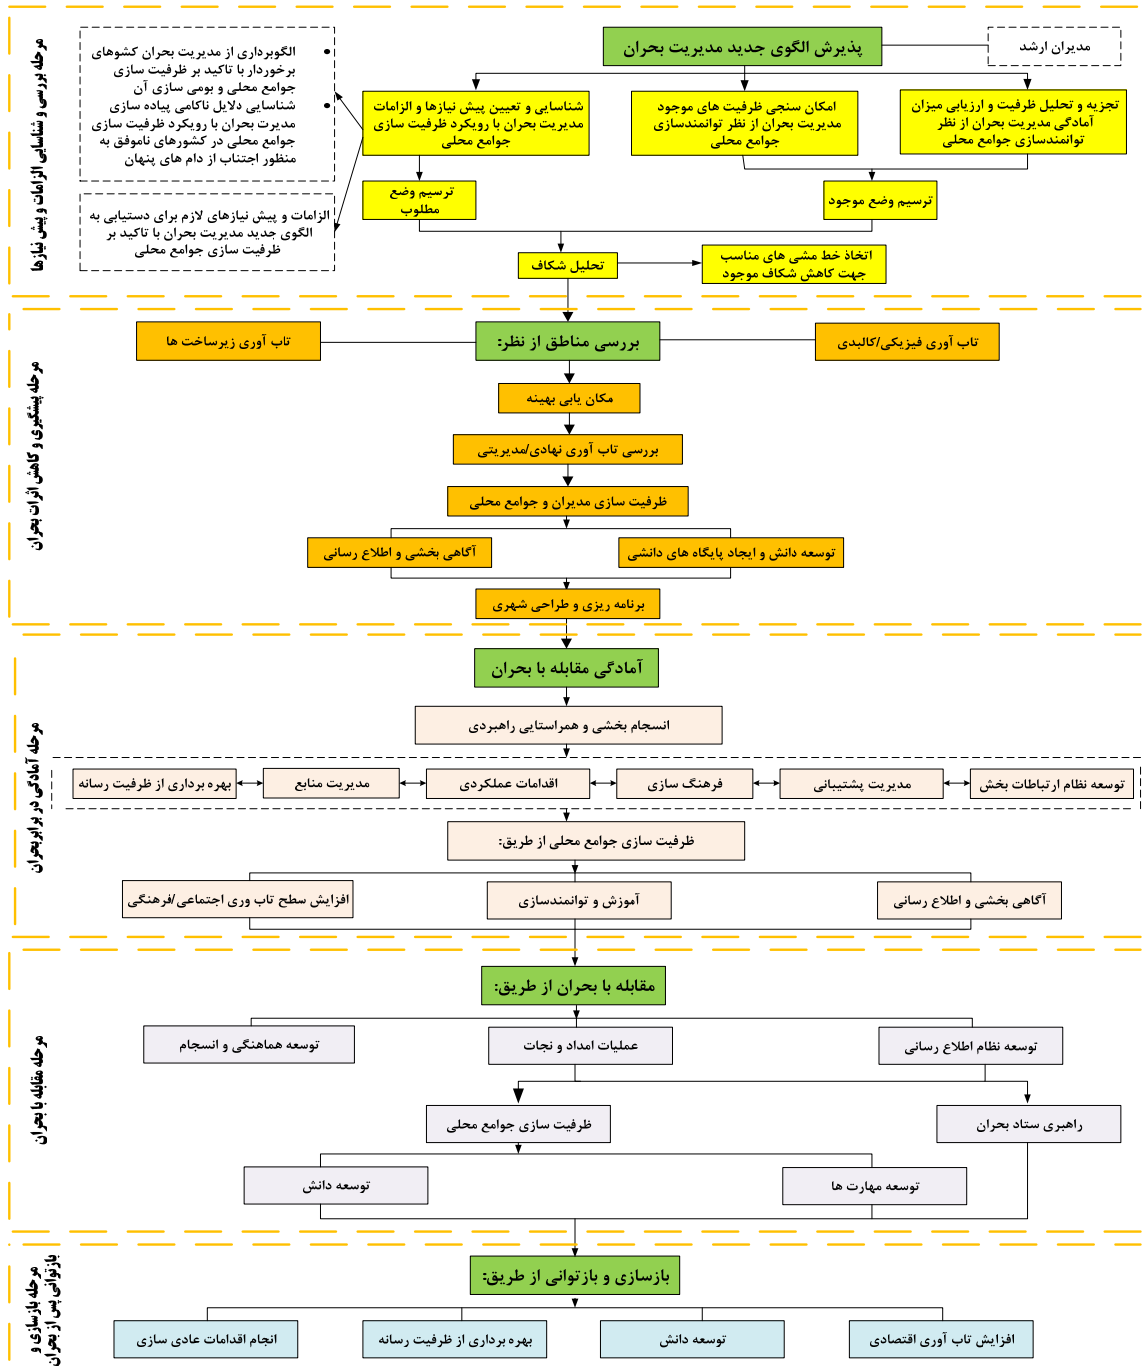 مرحله بررسی و شناسایی الزامات و پیش نیازها
پذیرش الگوی جدید مدیریت بحران
مدیران ارشد
تجزیه و تحلیل ظرفیت و ارزیابی میزان
آمادگی مدیریت بحران از نظر
توانمندسازی جوامع محلی
امکان سنجی ظرفیت های موجود
مدیریت بحران از نظر توانمندسازی
جوامع محلی
شناسایی و تعیین پیش نیازها و الزامات
مدیریت بحران با رویکرد ظرفیت سازی
جوامع محلی
• الگوبرداری از مدیریت بحران کشوهای
برخوردار با تاکید بر ظرفیت سازی
جوامع محلی و بومی سازی آن
• شناسایی دلایل ناکامی پیاده سازی
مدیرت بحران با رویکرد ظرفیت سازی
جوامع محلی در کشورهای ناموفق به
منظور اجتناب از دام های پنهان
الزامات و پیش نیازهای لازم برای دستیابی به
الگوی جدید مدیریت بحران با تاکید بر
ظرفیت سازی جوامع محلی
ترسیم وضع موجود
ترسیم وضع
مطلوب
تحلیل شکاف
اتخاذ خط مشی های مناسب
جهت کاهش شکاف موجود
مرحله پیشگیری و کاهش اثرات بحران
بررسی مناطق از نظر:
تاب آوری فیزیکی/کالبدی
تاب آوری زیرساخت ها
مکان یابی بهینه
بررسی تاب آوری نهادی/مدیریتی
ظرفیت سازی مدیران و جوامع محلی
توسعه دانش و ایجاد پایگاه های دانشی
آگاهی بخشی و اطلاع رسانی
برنامه ریزی و طراحی شهری
مرحله آمادگی در برابربحران
آمادگی مقابله با بحران
انسجام بخشی و همراستایی راهبردی
توسعه نظام ارتباطات بخش
مدیریت پشتیبانی
فرهنگ سازی
اقدامات عملکردی
مدیریت منابع
بهره برداری از ظرفیت رسانه
ظرفیت سازی جوامع محلی از طریق:
آگاهی بخشی و اطلاع رسانی
آموزش و توانمندسازی
افزایش سطح تاب وری اجتماعی/فرهنگی
مرحله مقابله با بحران
مقابله با بحران از طریق:
توسعه نظام اطلاع رسانی
عملیات امداد و نجات
توسعه هماهنگی و انسجام
راهبری ستاد بحران
ظرفیت سازی جوامع محلی
توسعه مهارت ها
توسعه دانش
مرحله بازسازی و
بازتوانی پس از بحران
بازسازی و بازتوانی از طریق:
افزایش تاب آوری اقتصادی
توسعه دانش
بهره برداری از ظرفیت رسانه
انجام اقدامات عادی سازی